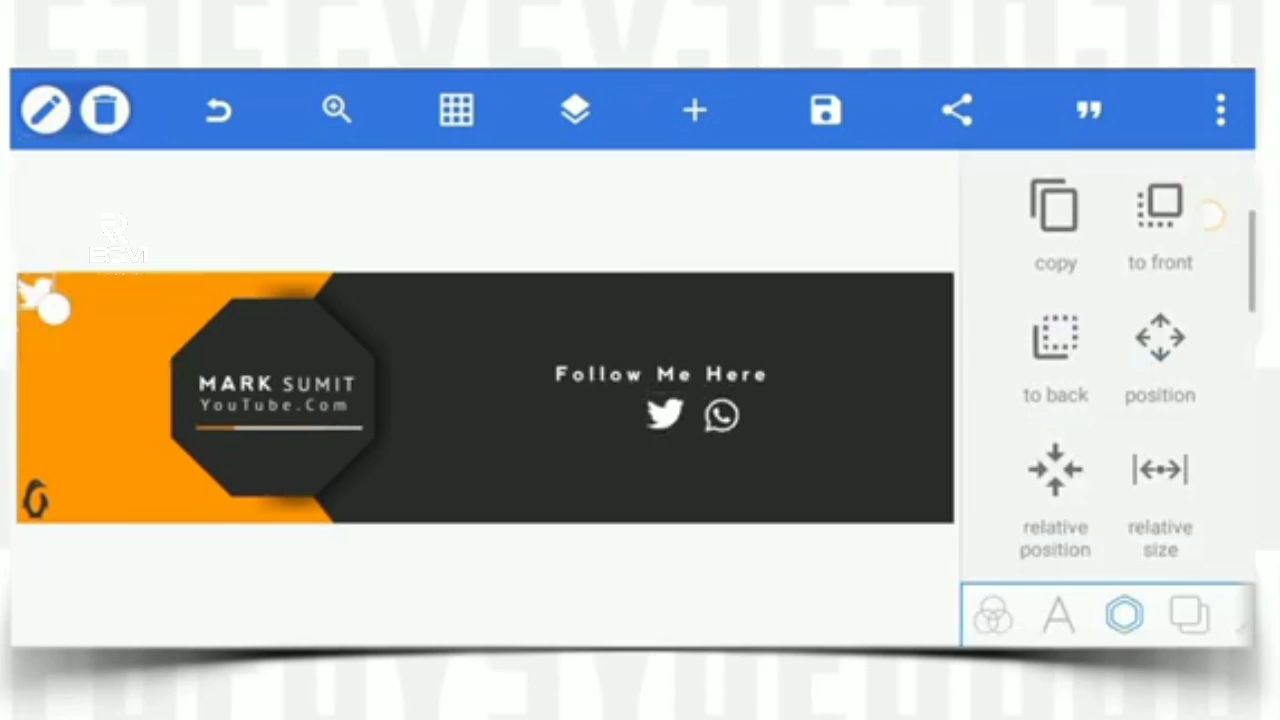 copy
to front
MARK SUMIT
YouTube.Com
Follow Me Here
to back
position
relative
position
relative
size